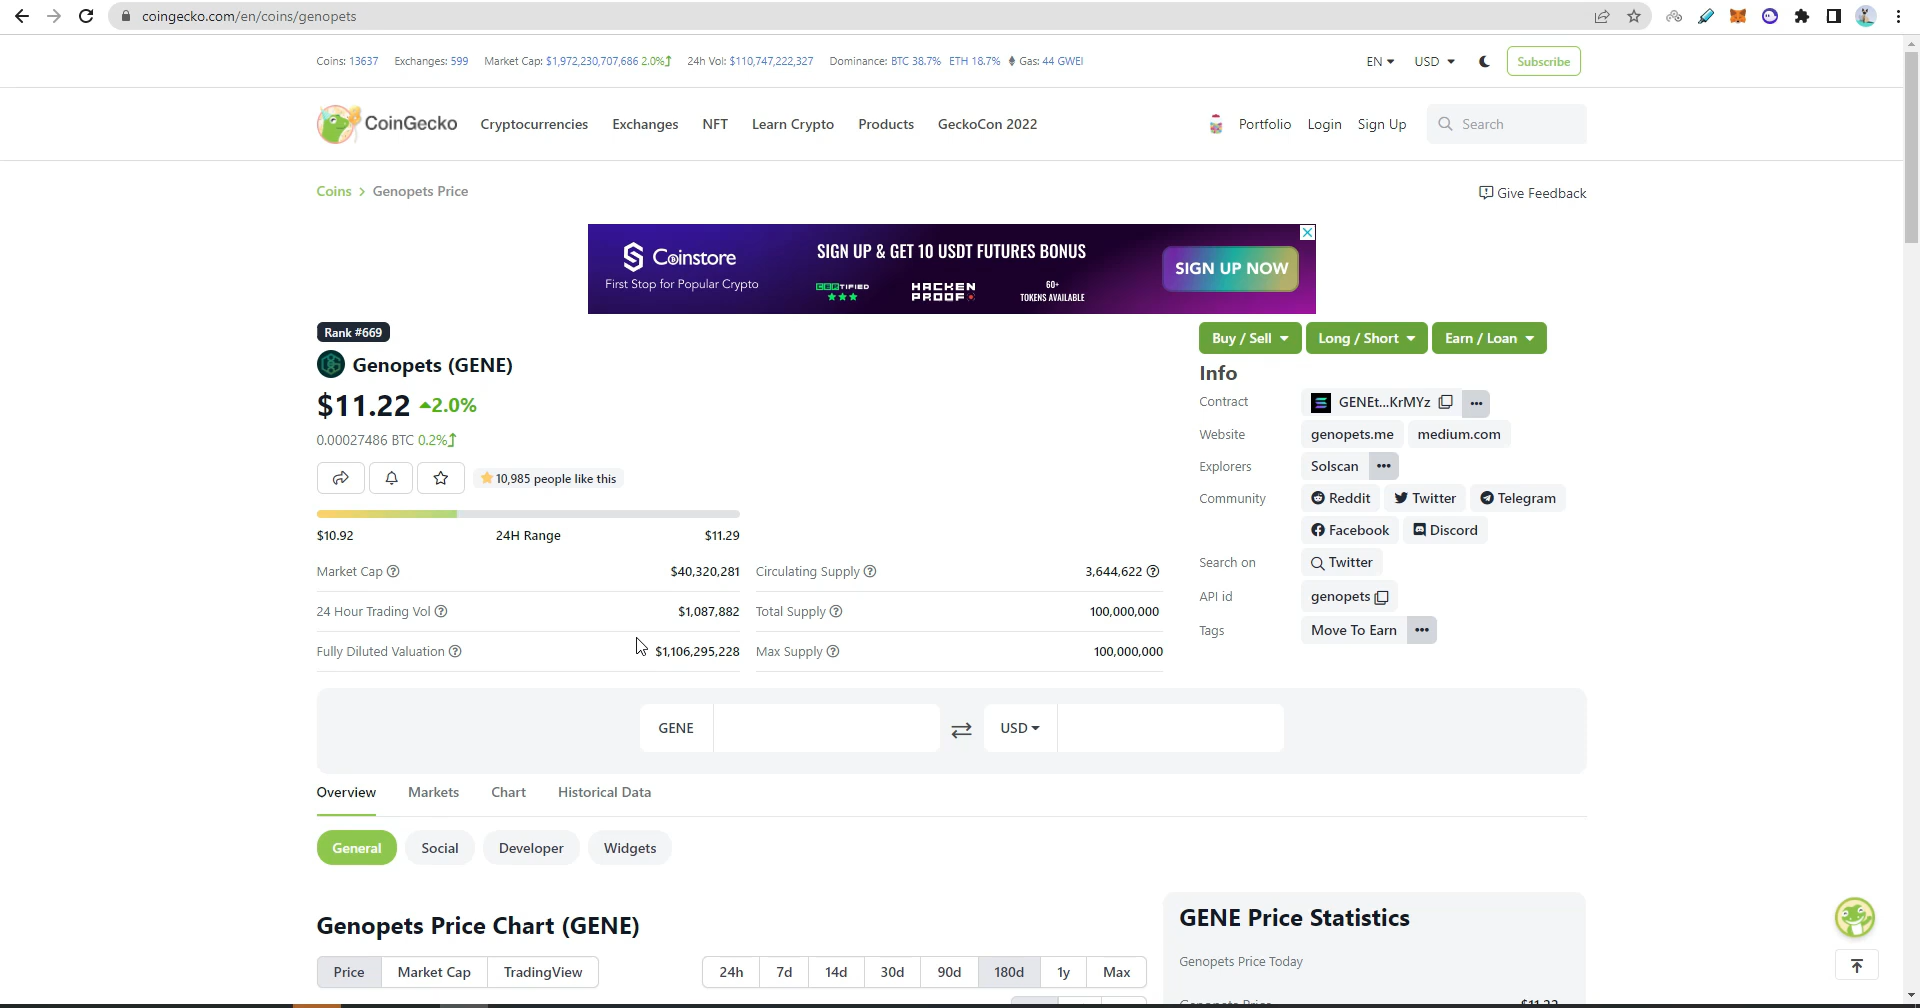 coingecko.com/en/coins/genopets
Coins: 13637 Exchanges: 599 Market Cap: $1,972,230,707,686 2.0% 24h Vol: $110,747,222,327 Dominance: BTC 38.7% ETH 18.7% Gas: 44 GWEI
EN USD Subscribe
CoinGecko Cryptocurrencies Exchanges NFT Learn Crypto Products GeckoCon 2022 Portfolio Login Sign Up Search
Coins > Genopets Price
Give Feedback
Coinstore
First Stop for Popular Crypto
SIGN UP & GET 10 USDT FUTURES BONUS
CERTIFIED HACKEN PROOF 60+ TOKENS AVAILABLE
SIGN UP NOW
Rank #669
Genopets (GENE)
$11.22 2.0%
0.00027486 BTC 0.2%
10,985 people like this
$10.92 24H Range $11.29
Market Cap $40,320,281
24 Hour Trading Vol $1,087,882
Fully Diluted Valuation $1,106,295,228
Circulating Supply 3,644,622
Total Supply 100,000,000
Max Supply 100,000,000
Buy / Sell Long / Short Earn / Loan
Info
Contract GENEt...KrMYz
Website genopets.me medium.com
Explorers Solscan
Community Reddit Twitter Telegram
Facebook Discord
Search on Twitter
API id genopets
Tags Move To Earn
GENE USD
Overview Markets Chart Historical Data
General Social Developer Widgets
Genopets Price Chart (GENE)
Price Market Cap TradingView
24h 7d 14d 30d 90d 180d 1y Max
GENE Price Statistics
Genopets Price Today
Genopets Price $11.22